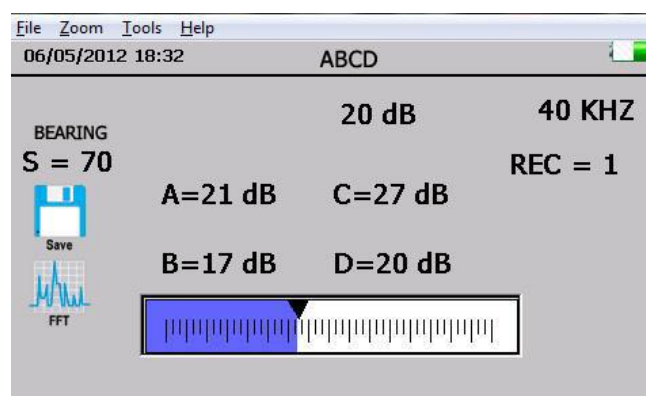 File Zoom Tools Help
06/05/2012 18:32 ABCD
20 dB 40 KHZ
BEARING
S = 70 REC = 1
A=21 dB C=27 dB
Save
B=17 dB D=20 dB
FFT